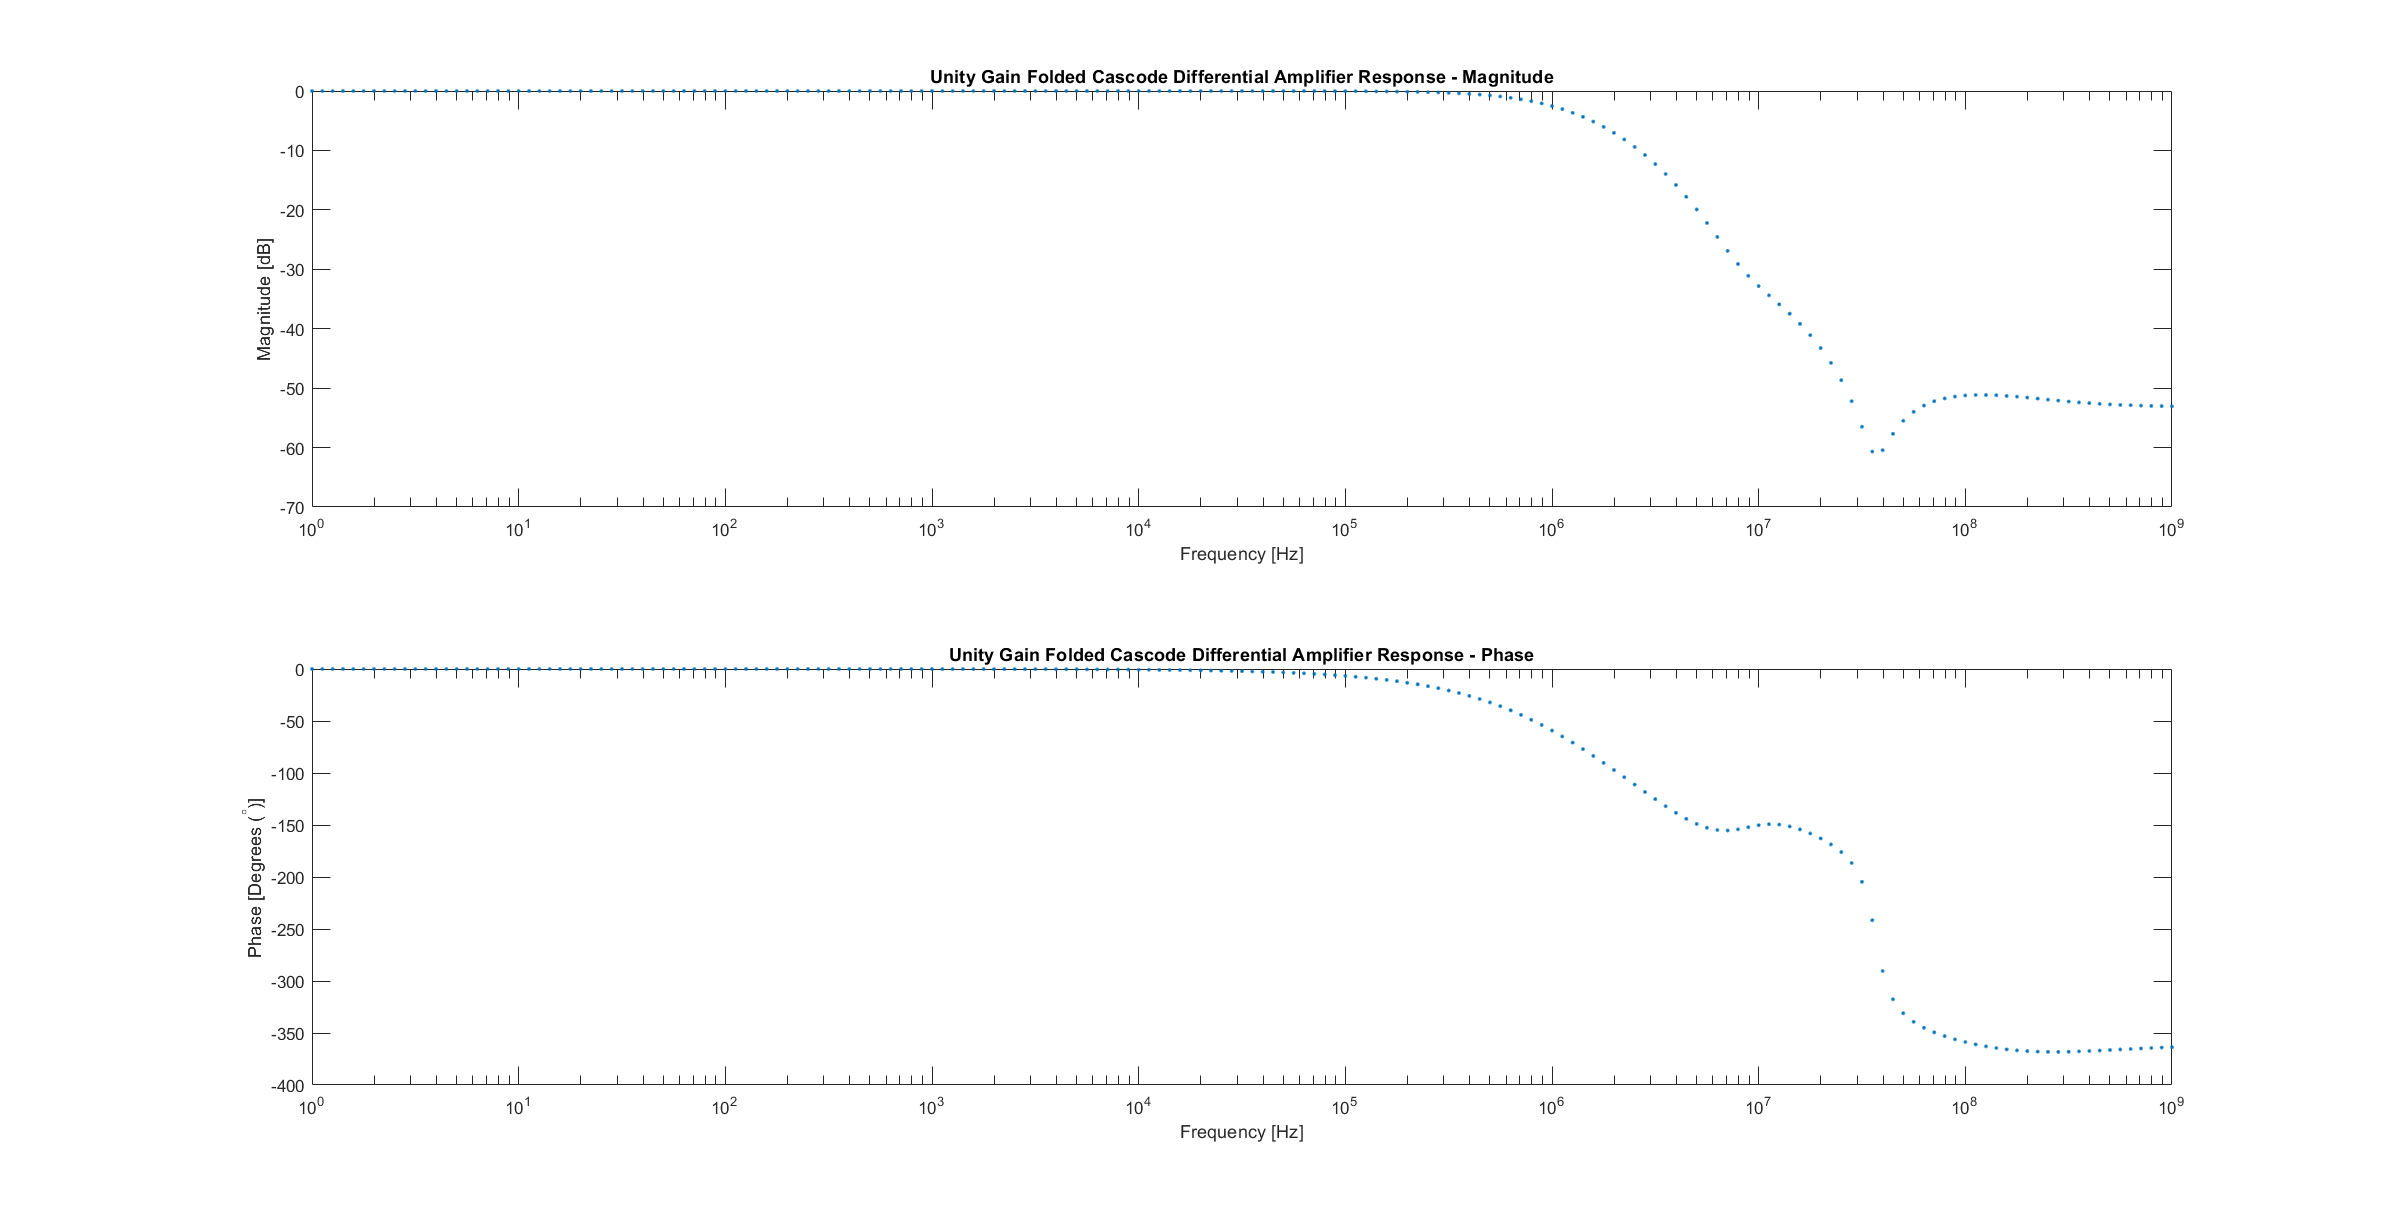 Unity Gain Folded Cascode Differential Amplifier Response - Magnitude
0
-10
-20
-30
-40
-50
-60
-70
Magnitude [dB]
10^0 10^1 10^2 10^3 10^4 10^5 10^6 10^7 10^8 10^9
Frequency [Hz]
Unity Gain Folded Cascode Differential Amplifier Response - Phase
0
-50
-100
-150
-200
-250
-300
-350
-400
Phase [Degrees (°)]
10^0 10^1 10^2 10^3 10^4 10^5 10^6 10^7 10^8 10^9
Frequency [Hz]